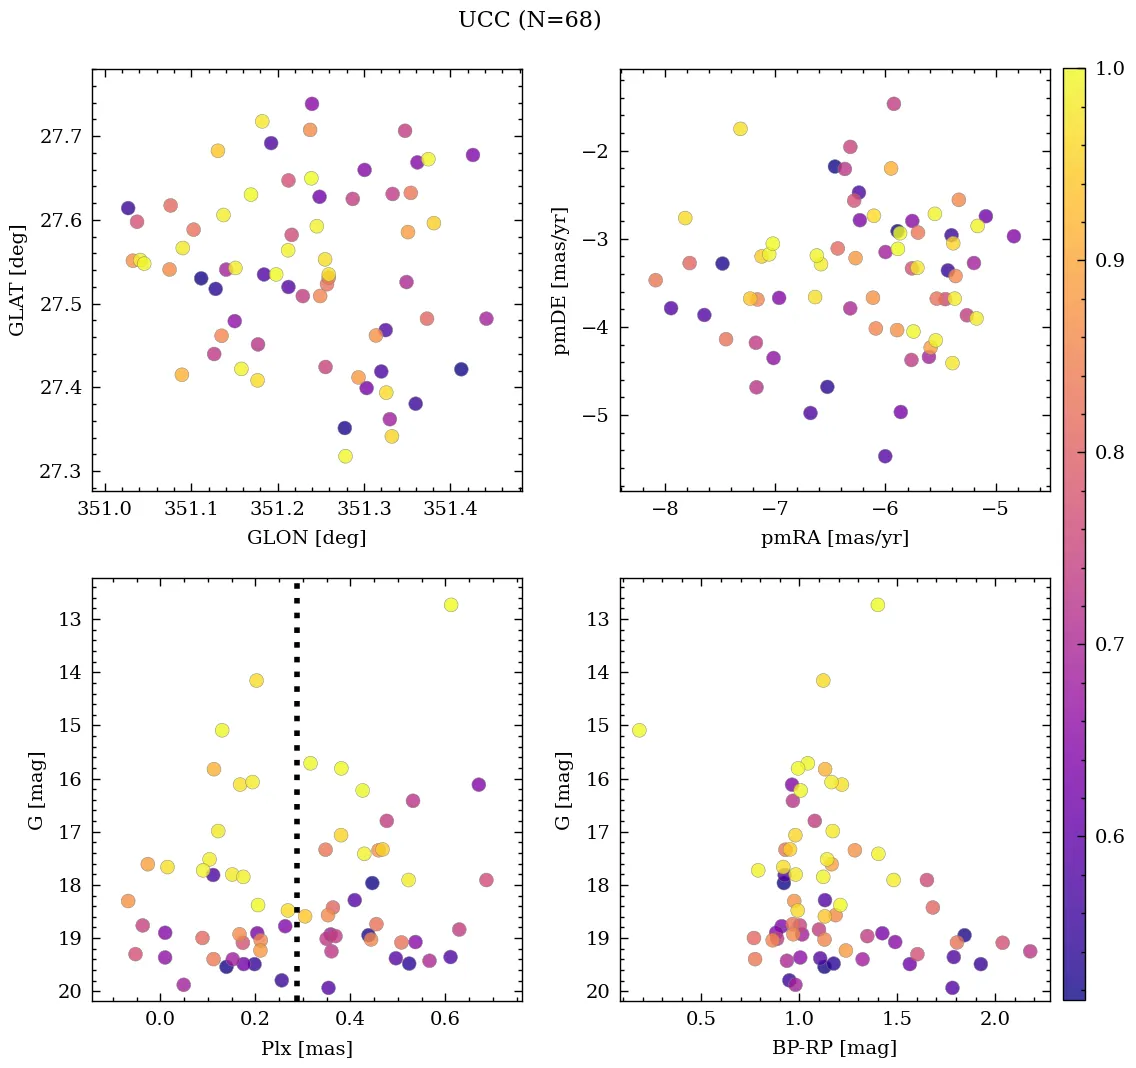 UCC (N=68)
27.7
27.6
27.5
27.4
27.3
GLAT [deg]
351.0 351.1 351.2 351.3 351.4
GLON [deg]
−2
−3
−4
−5
pmDE [mas/yr]
−8 −7 −6 −5
pmRA [mas/yr]
1.0
0.9
0.8
0.7
0.6
13
14
15
16
17
18
19
20
G [mag]
0.0 0.2 0.4 0.6
Plx [mas]
13
14
15
16
17
18
19
20
G [mag]
0.5 1.0 1.5 2.0
BP-RP [mag]